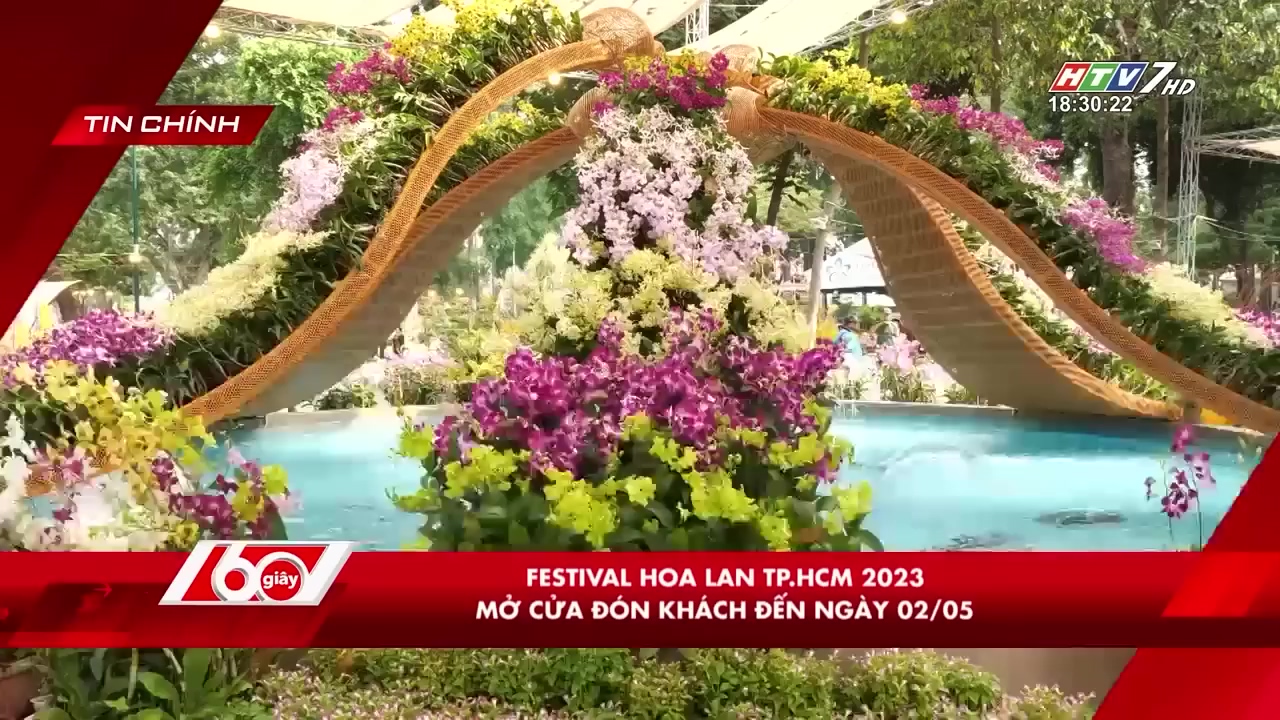 HTV7 HD
18:30:22
TIN CHÍNH
60 giây
FESTIVAL HOA LAN TP.HCM 2023
MỞ CỬA ĐÓN KHÁCH ĐẾN NGÀY 02/05